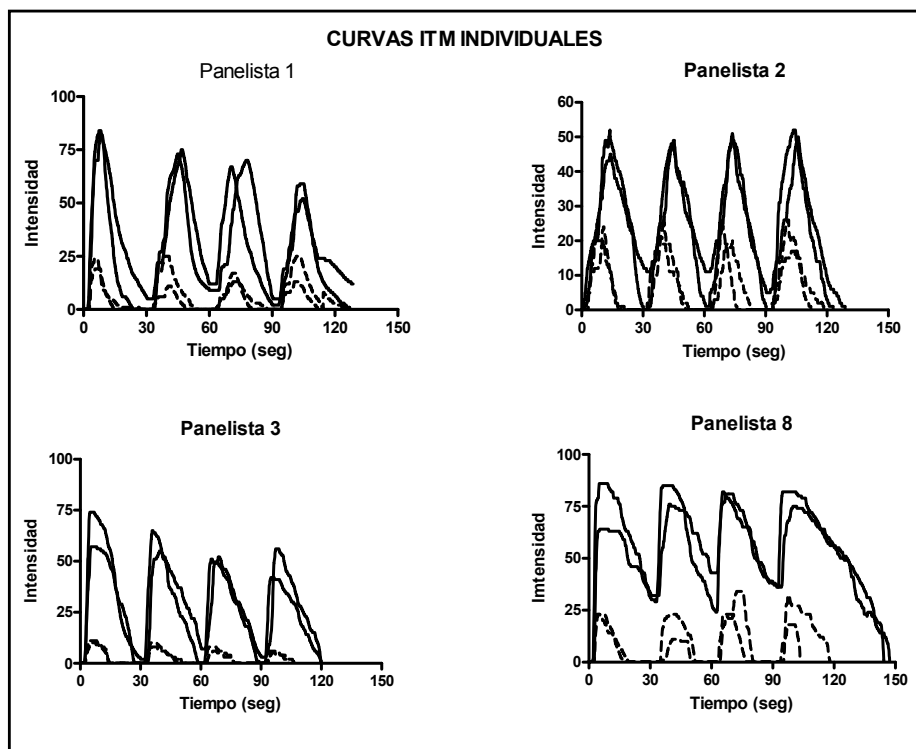 CURVAS ITM INDIVIDUALES
Panelista 1
100
75
50
25
0
Intensidad
0 30 60 90 120 150
Tiempo (seg)
Panelista 2
60
50
40
30
20
10
0
Intensidad
0 30 60 90 120 150
Tiempo (seg)
Panelista 3
100
75
50
25
0
Intensidad
0 30 60 90 120 150
Tiempo (seg)
Panelista 8
100
75
50
25
0
Imtensidad
0 30 60 90 120 150
Tiempo (seg)